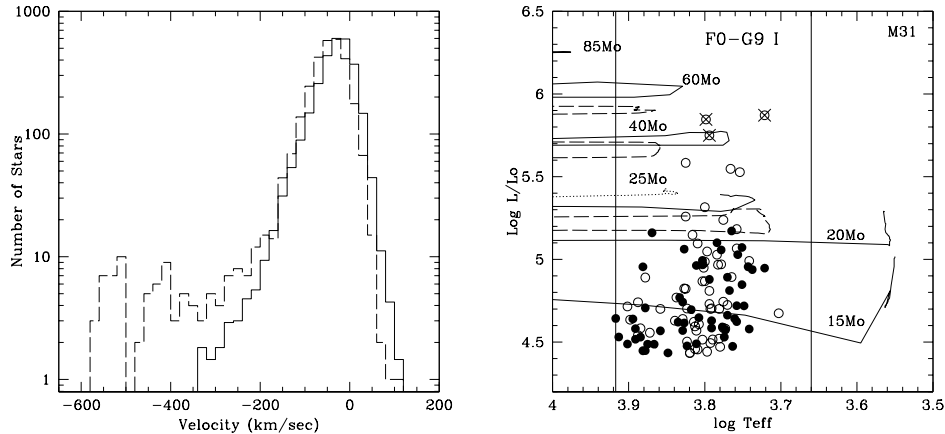 1000
100
10
1
Number of Stars
−600
−400
−200
0
200
Velocity (km/sec)
6.5
6
5.5
5
4.5
Log L/Lo
F0−G9 I
M31
85Mo
60Mo
40Mo
25Mo
20Mo
15Mo
4
3.9
3.8
3.7
3.6
3.5
log Teff